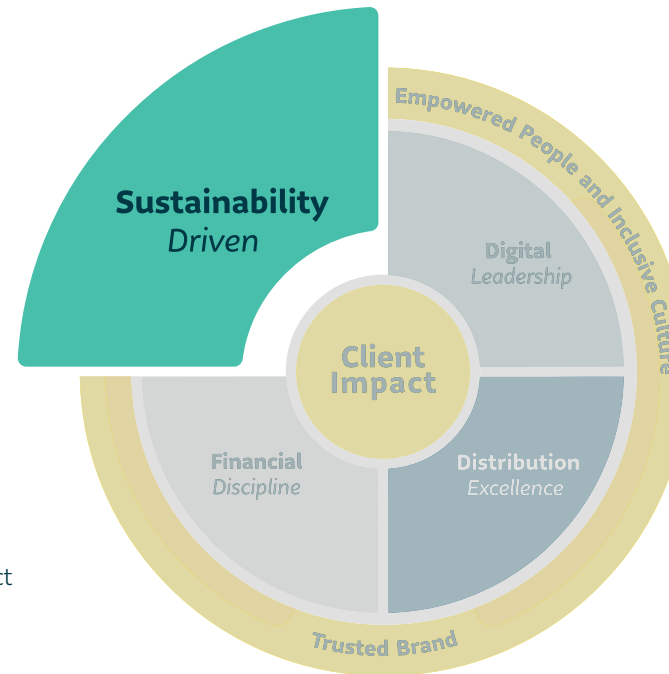 Empowered People and Inclusive Culture
Sustainability
Driven
Digital
Leadership
Client
Impact
Financial
Discipline
Distribution
Excellence
Trusted Brand